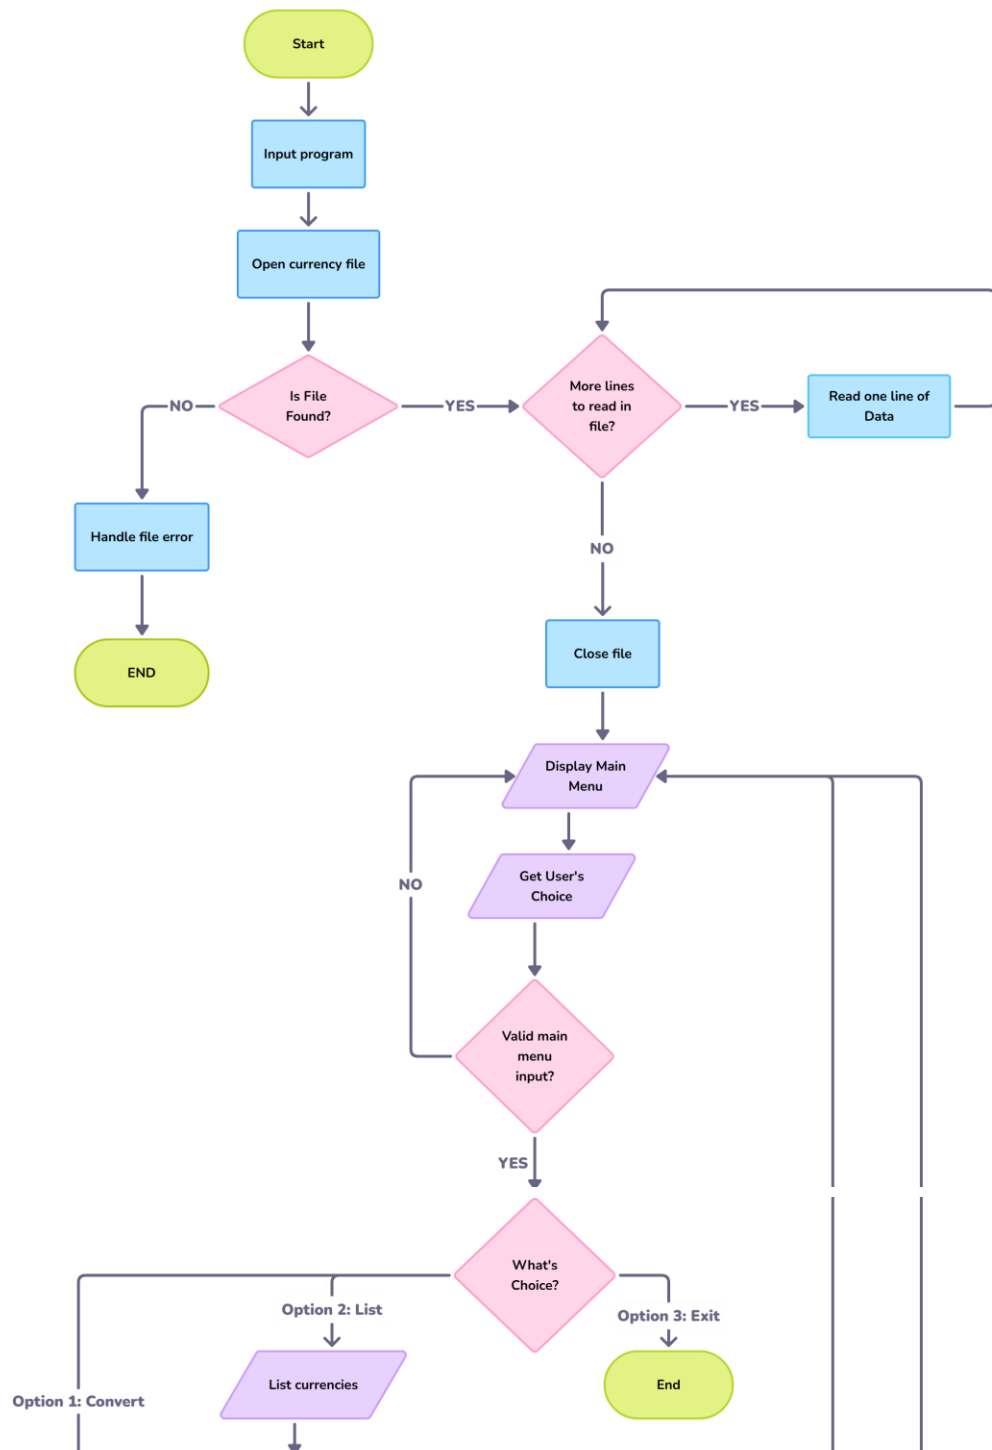 Start
Input program
Open currency file
Is File
Found?
NO
YES
More lines
to read in
file?
YES
Read one line of
Data
Handle file error
NO
END
Close file
Display Main
Menu
Get User's
Choice
NO
Valid main
menu
input?
YES
What's
Choice?
Option 2: List
Option 3: Exit
List currencies
End
Option 1: Convert